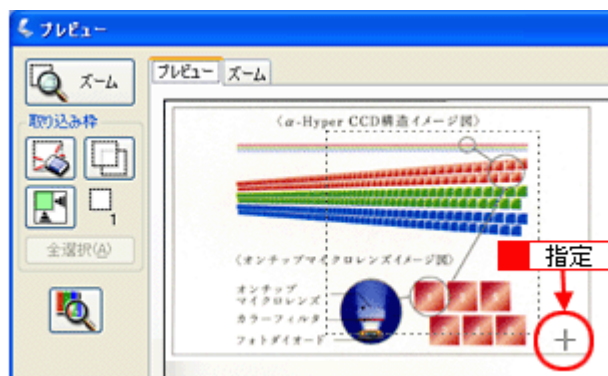 プレビュー
ズーム
プレビュー
ズーム
取り込み枠
1
全選択(A)
〈α-Hyper CCD構造イメージ図〉
〈オンチップマイクロレンズイメージ図〉
オンチップ
マイクロレンズ
カラーフィルタ
フォトダイオード
指定